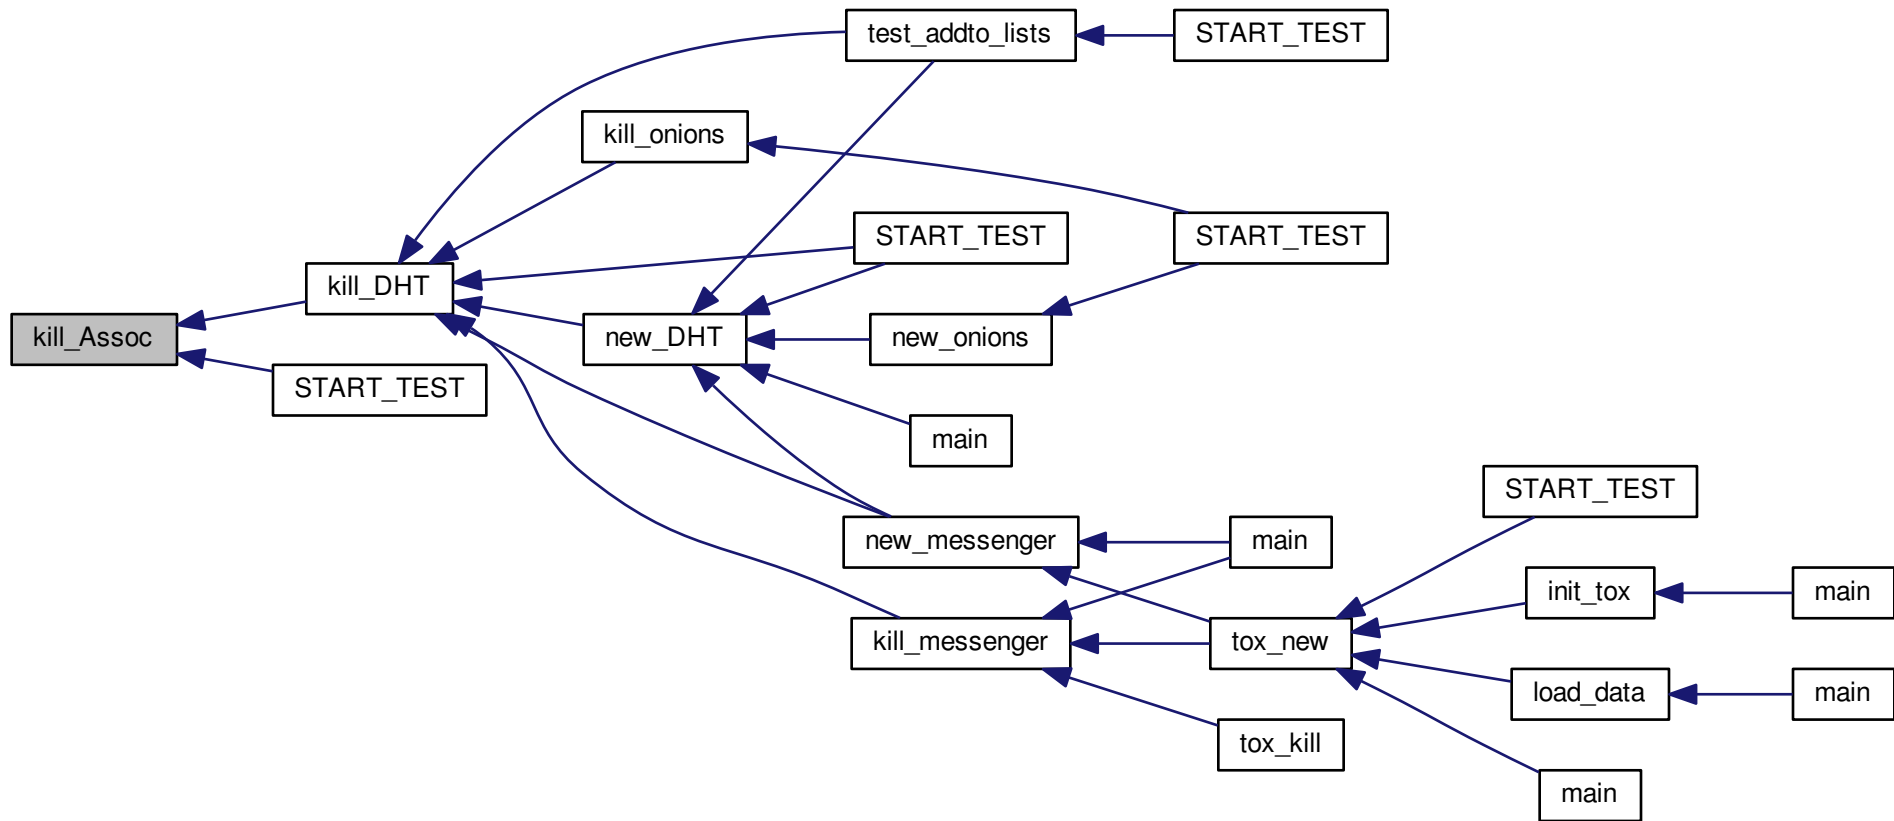 test_addto_lists
START_TEST
kill_onions
START_TEST
START_TEST
kill_DHT
kill_Assoc
new_DHT
new_onions
START_TEST
main
START_TEST
new_messenger
main
init_tox
main
kill_messenger
tox_new
load_data
main
tox_kill
main